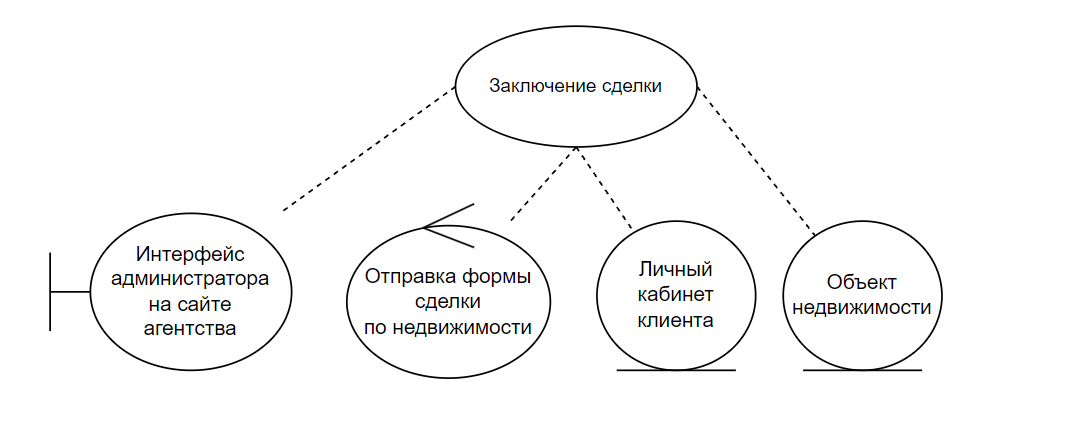 Заключение сделки
Интерфейс
администратора
на сайте
агентства
Отправка формы
сделки
по недвижимости
Личный
кабинет
клиента
Объект
недвижимости